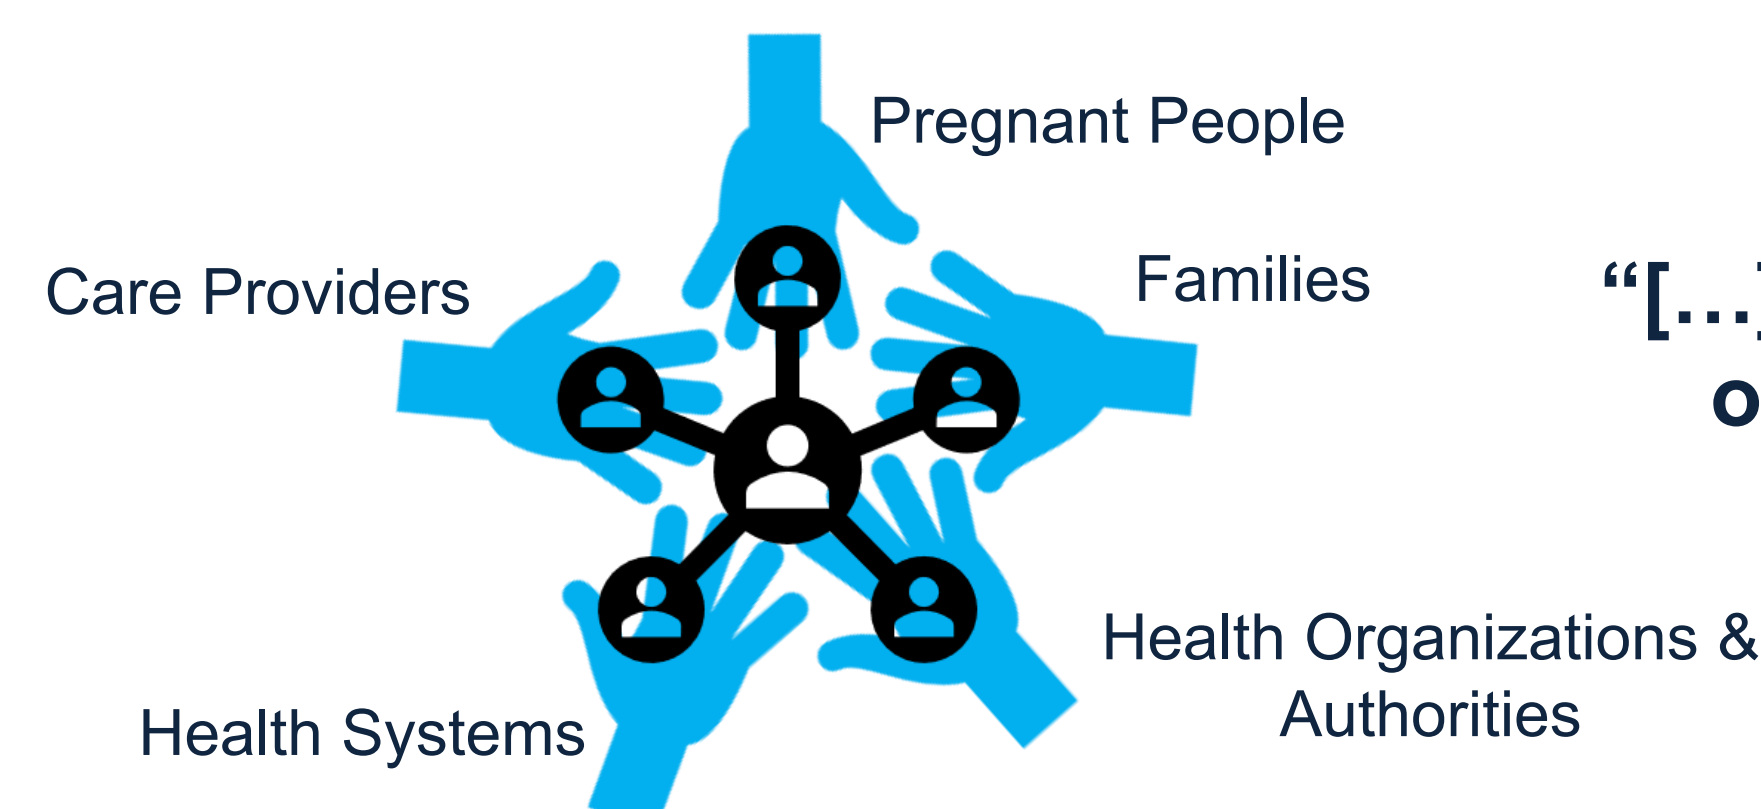 Pregnant People
Families
Care Providers
“[…]
o
Health Organizations &
Authorities
Health Systems